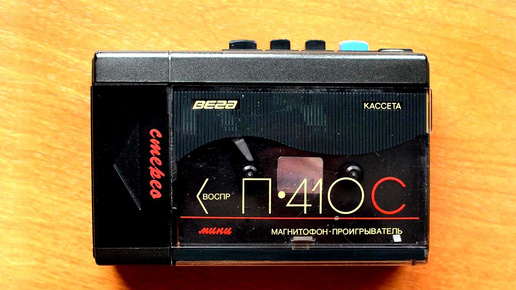 ВЕГА
КАССЕТА
стерео
ВОСПР
П·410С
мини
МАГНИТОФОН-ПРОИГРЫВАТЕЛЬ